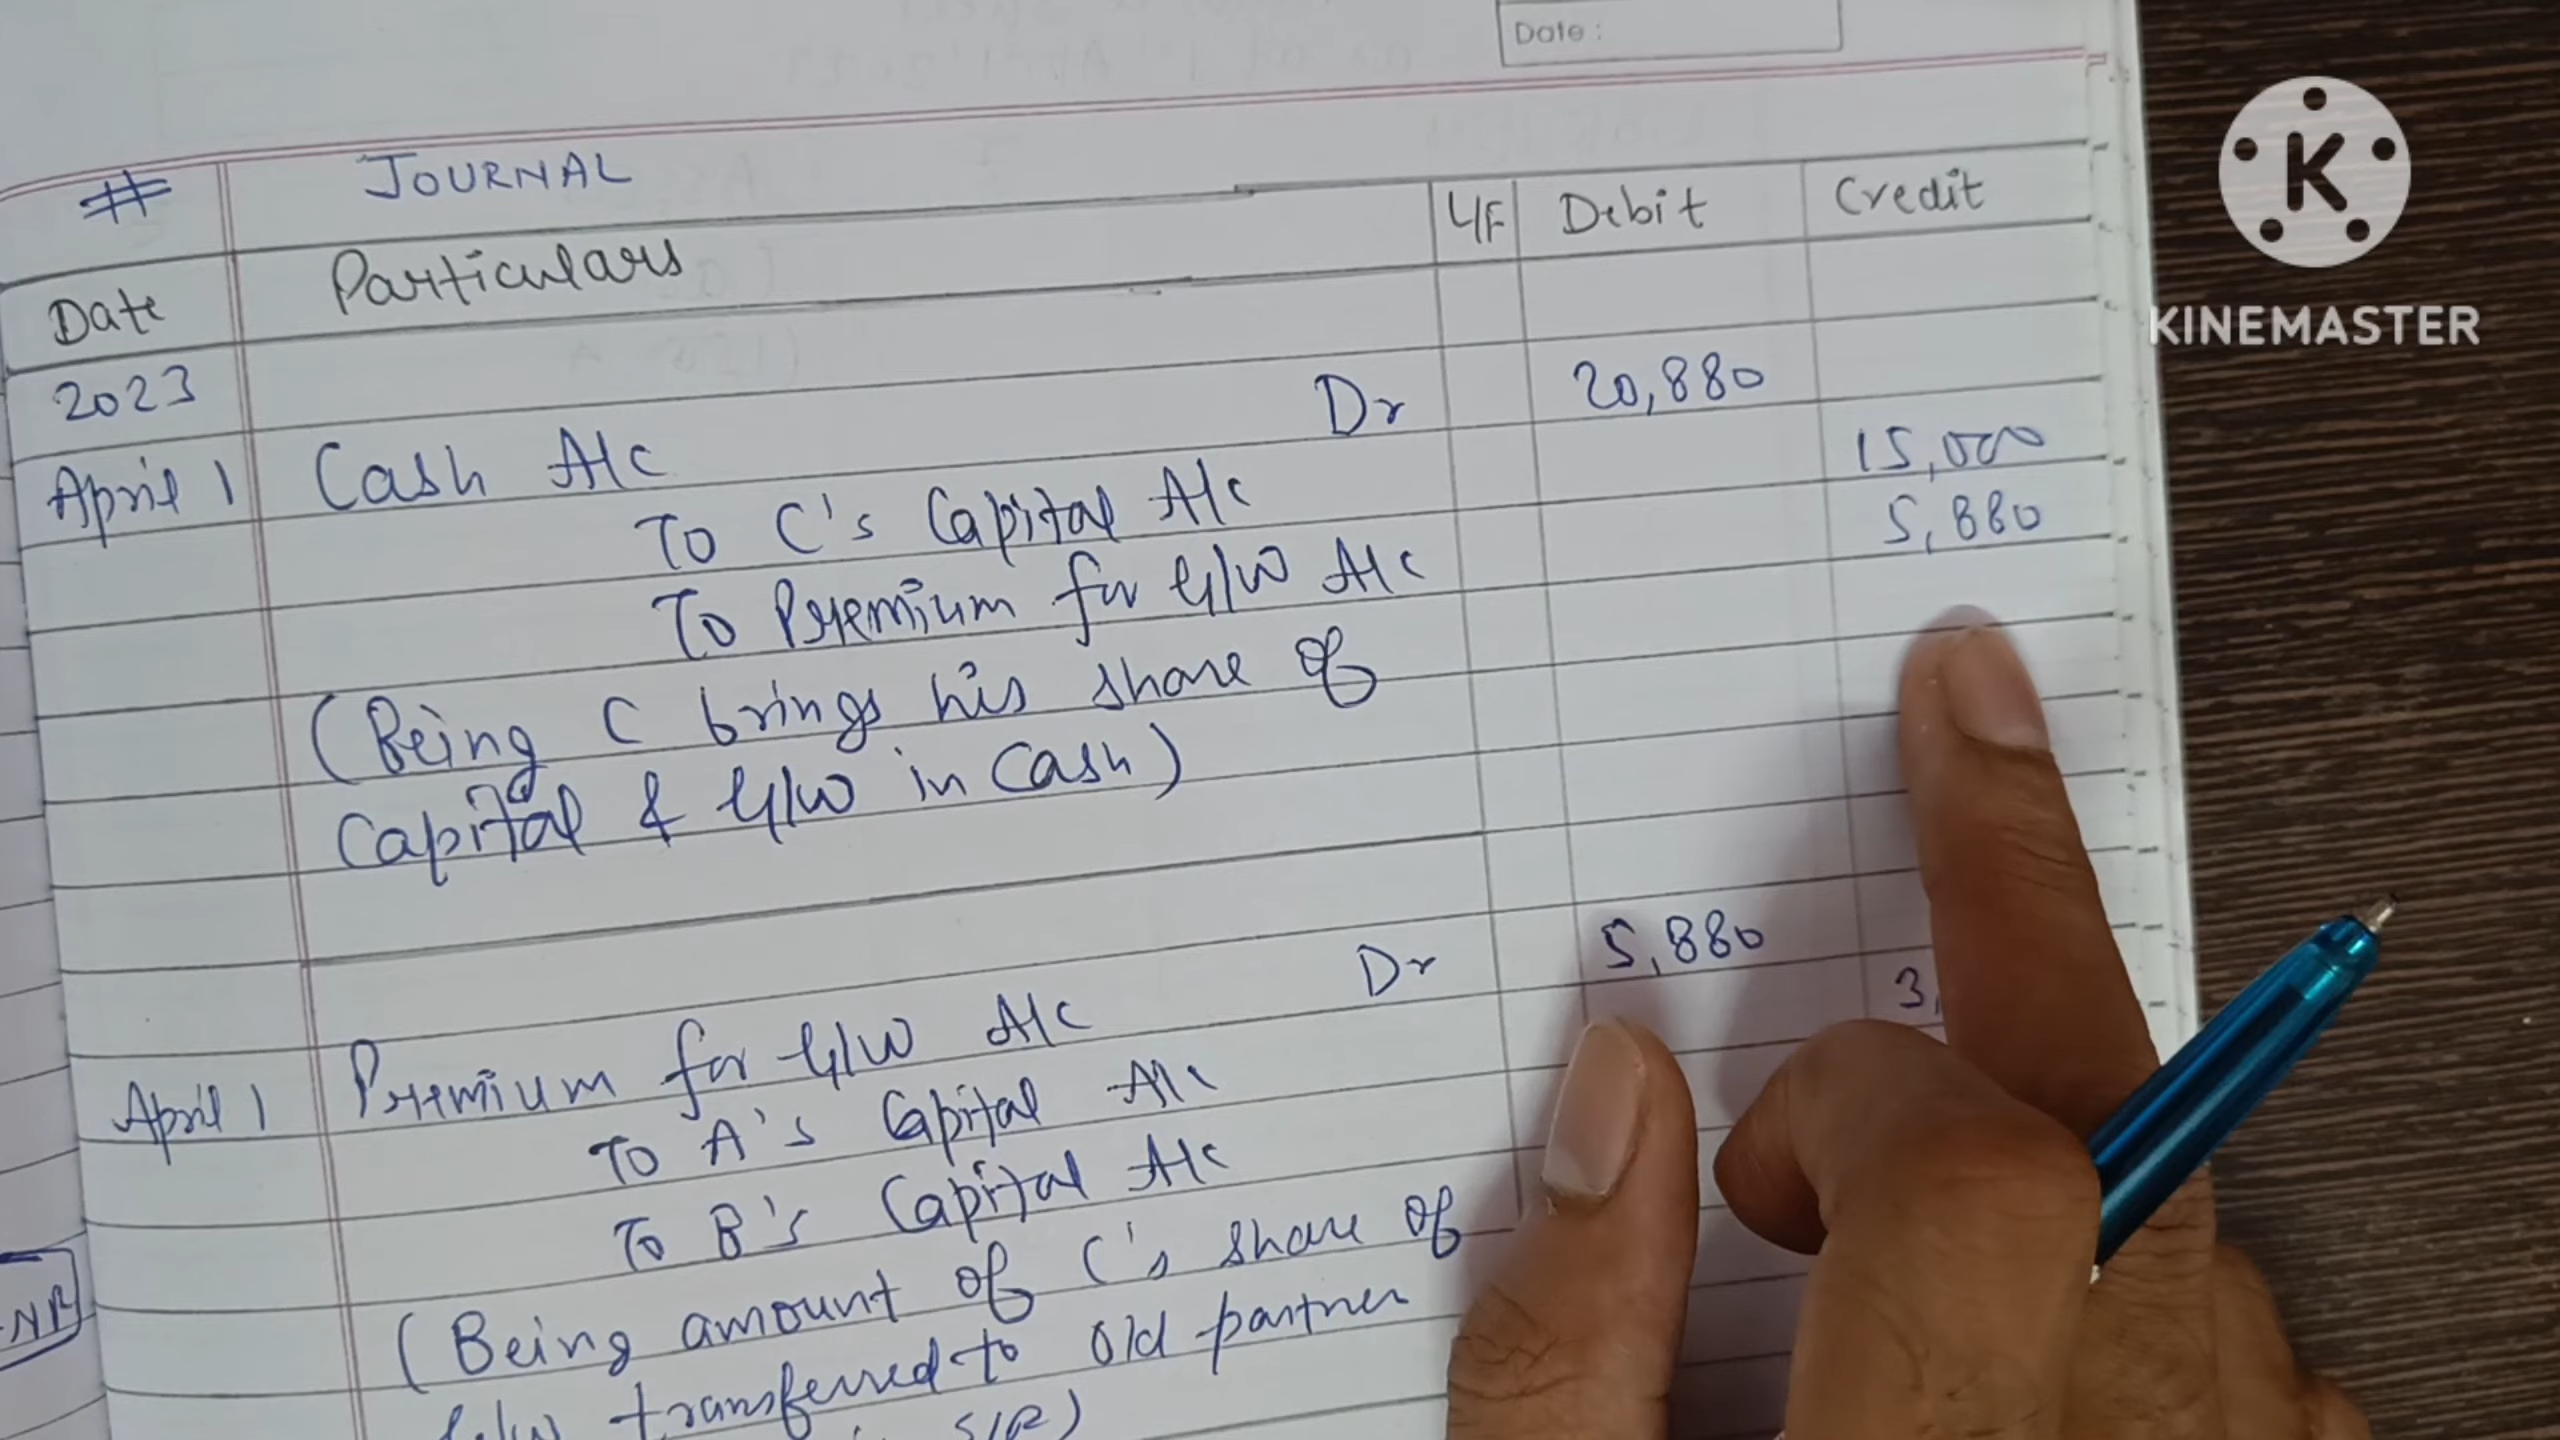 Date :
# JOURNAL
Date Particulars L/F Debit Credit
2023
April 1 Cash A/c Dr 20,880
To C's Capital A/c 15,000
To Premium for G/W A/c 5,880
(Being C brings his share of
Capital & G/W in Cash)
April 1 Premium for G/W A/c Dr 5,880
To A's Capital A/c 3,
To B's Capital A/c
(Being amount of C's share of
G/W transferred to old partner
S/R)
NP
K
KINEMASTER